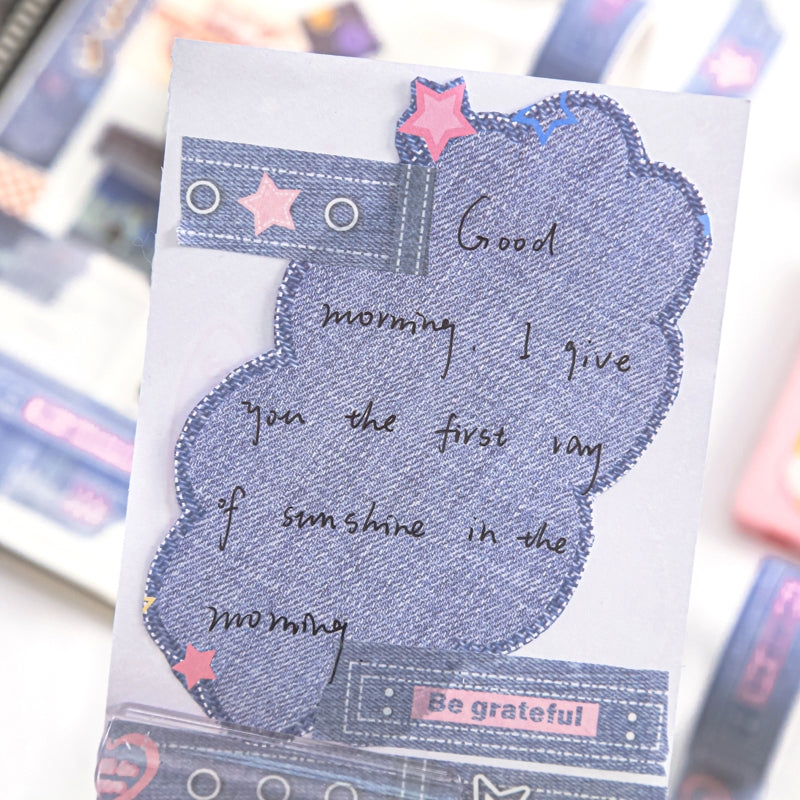 Good
morning. I give
you the first ray
of sunshine in the
morning
Be grateful